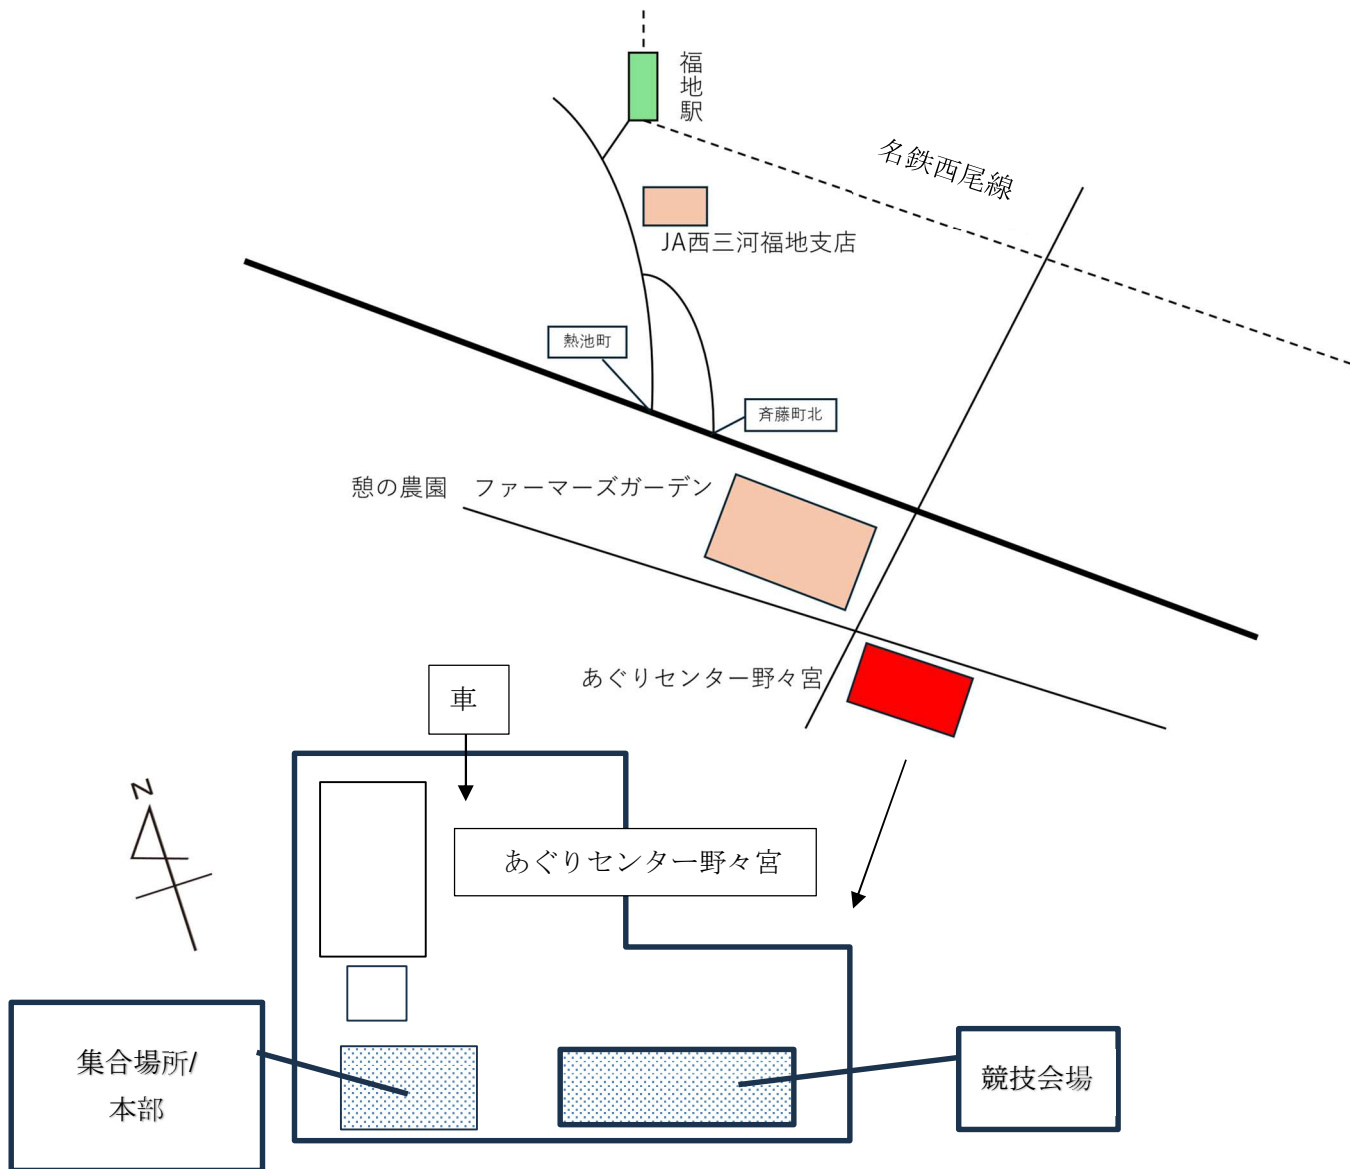 福地駅
名鉄西尾線
JA西三河福地支店
熱池町
斉藤町北
憩の農園　ファーマーズガーデン
あぐりセンター野々宮
車
N
あぐりセンター野々宮
集合場所/
本部
競技会場